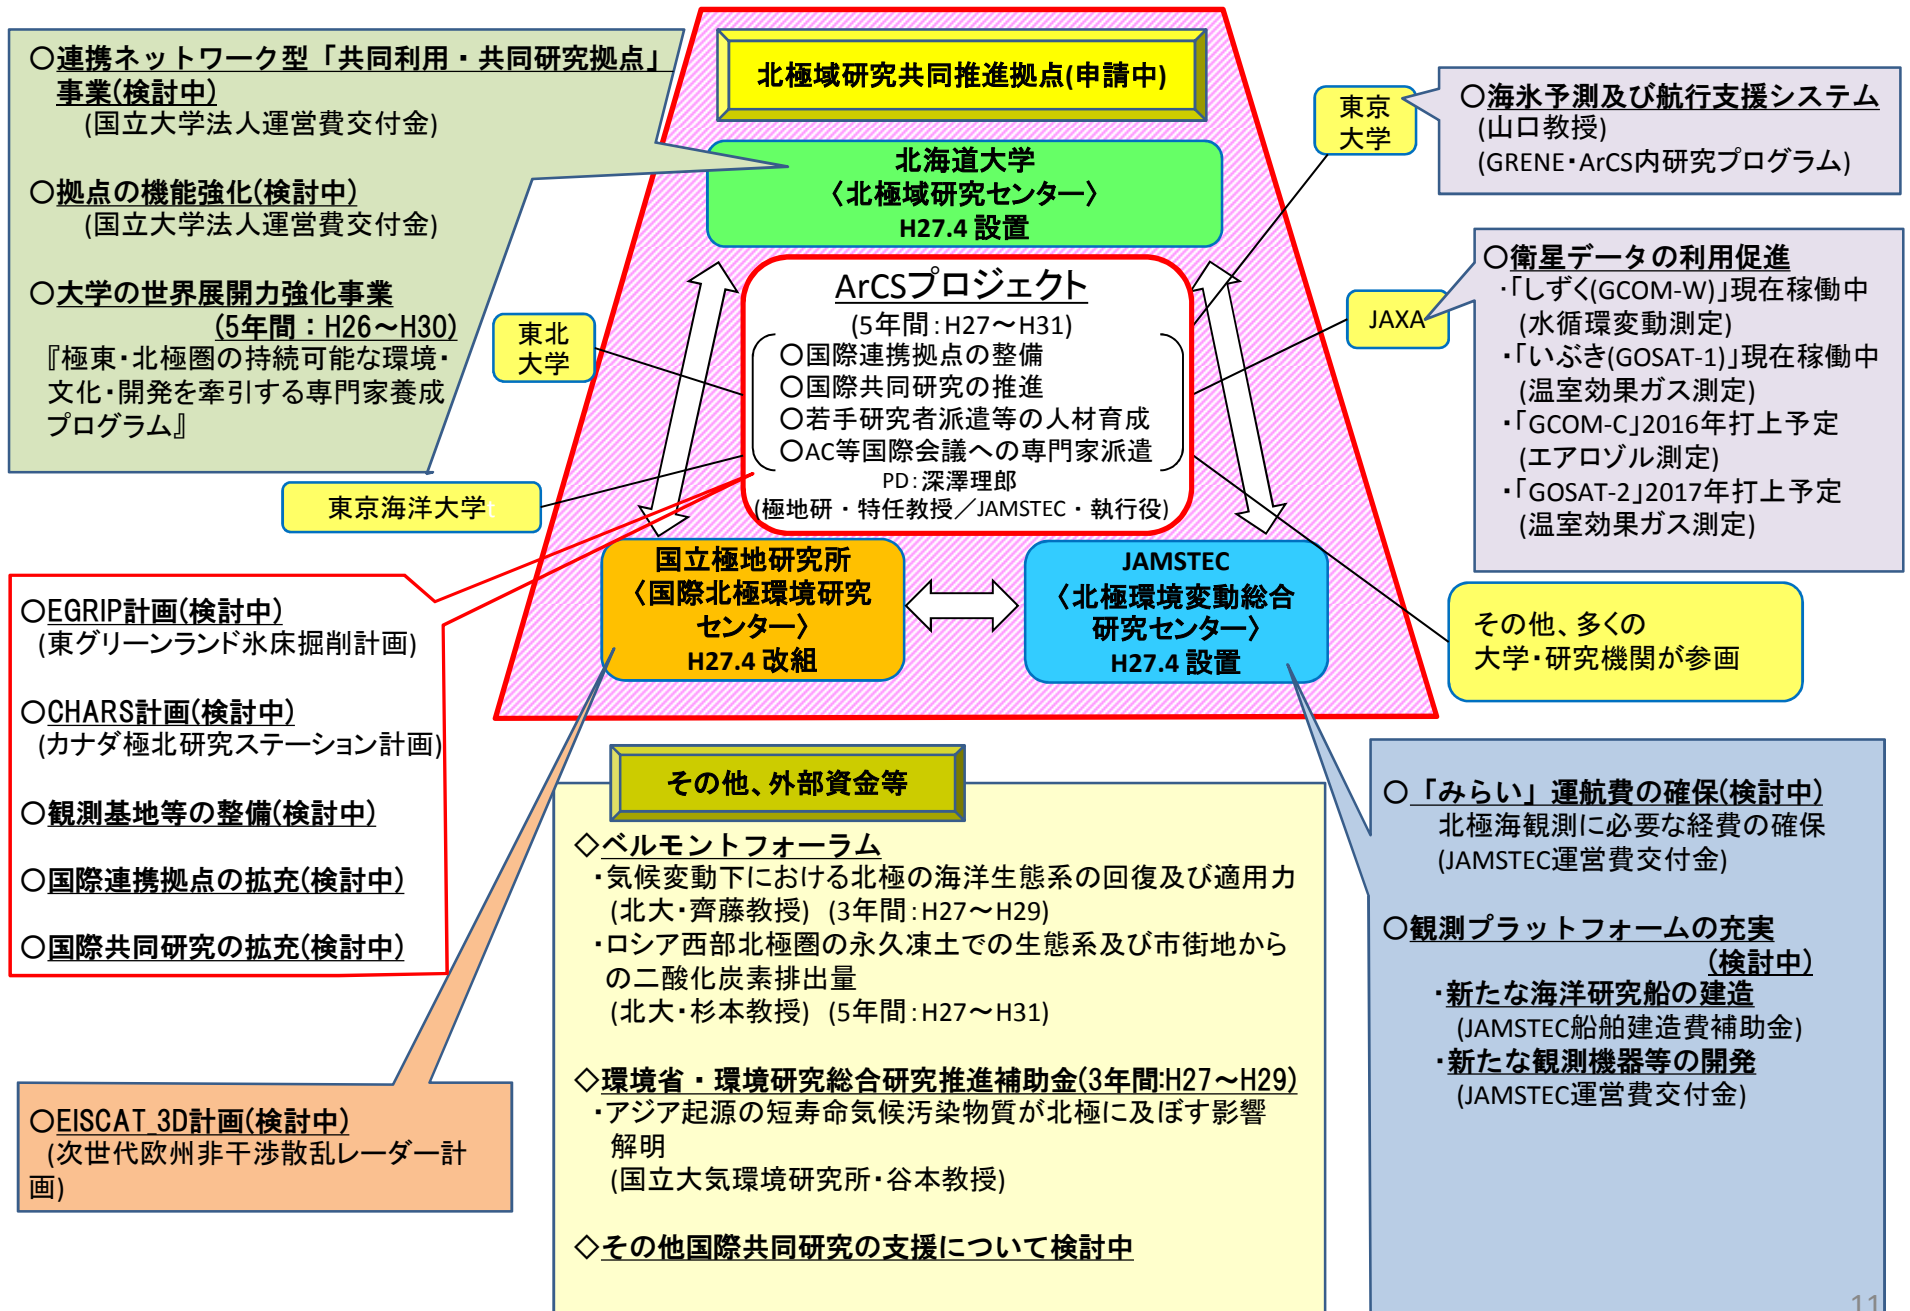 〇連携ネットワーク型「共同利用・共同研究拠点」
事業(検討中)
(国立大学法人運営費交付金)
〇拠点の機能強化(検討中)
(国立大学法人運営費交付金)
〇大学の世界展開力強化事業
(5年間：H26～H30)
『極東・北極圏の持続可能な環境・
文化・開発を牽引する専門家養成
プログラム』
北極域研究共同推進拠点(申請中)
北海道大学
〈北極域研究センター〉
H27.4 設置
東京
大学
〇海氷予測及び航行支援システム
(山口教授)
(GRENE・ArCS内研究プログラム)
ArCSプロジェクト
(5年間：H27～H31)
〇国際連携拠点の整備
〇国際共同研究の推進
〇若手研究者派遣等の人材育成
〇AC等国際会議への専門家派遣
PD：深澤理郎
(極地研・特任教授／JAMSTEC・執行役)
東北
大学
東京海洋大学t
JAXA
〇衛星データの利用促進
・「しずく(GCOM-W)」現在稼働中
(水循環変動測定)
・「いぶき(GOSAT-1)」現在稼働中
(温室効果ガス測定)
・「GCOM-C」2016年打上予定
(エアロゾル測定)
・「GOSAT-2」2017年打上予定
(温室効果ガス測定)
国立極地研究所
〈国際北極環境研究
センター〉
H27.4 改組
JAMSTEC
〈北極環境変動総合
研究センター〉
H27.4 設置
その他、多くの
大学・研究機関が参画
〇EGRIP計画(検討中)
(東グリーンランド氷床掘削計画)
〇CHARS計画(検討中)
(カナダ極北研究ステーション計画)
〇観測基地等の整備(検討中)
〇国際連携拠点の拡充(検討中)
〇国際共同研究の拡充(検討中)
〇EISCAT_3D計画(検討中)
(次世代欧州非干渉散乱レーダー計
画)
その他、外部資金等
◇ベルモントフォーラム
・気候変動下における北極の海洋生態系の回復及び適用力
(北大・齊藤教授) (3年間：H27～H29)
・ロシア西部北極圏の永久凍土での生態系及び市街地から
の二酸化炭素排出量
(北大・杉本教授) (5年間：H27～H31)
◇環境省・環境研究総合研究推進補助金(3年間:H27～H29)
・アジア起源の短寿命気候汚染物質が北極に及ぼす影響
解明
(国立大気環境研究所・谷本教授)
◇その他国際共同研究の支援について検討中
〇「みらい」運航費の確保(検討中)
北極海観測に必要な経費の確保
(JAMSTEC運営費交付金)
〇観測プラットフォームの充実
(検討中)
・新たな海洋研究船の建造
(JAMSTEC船舶建造費補助金)
・新たな観測機器等の開発
(JAMSTEC運営費交付金)
11